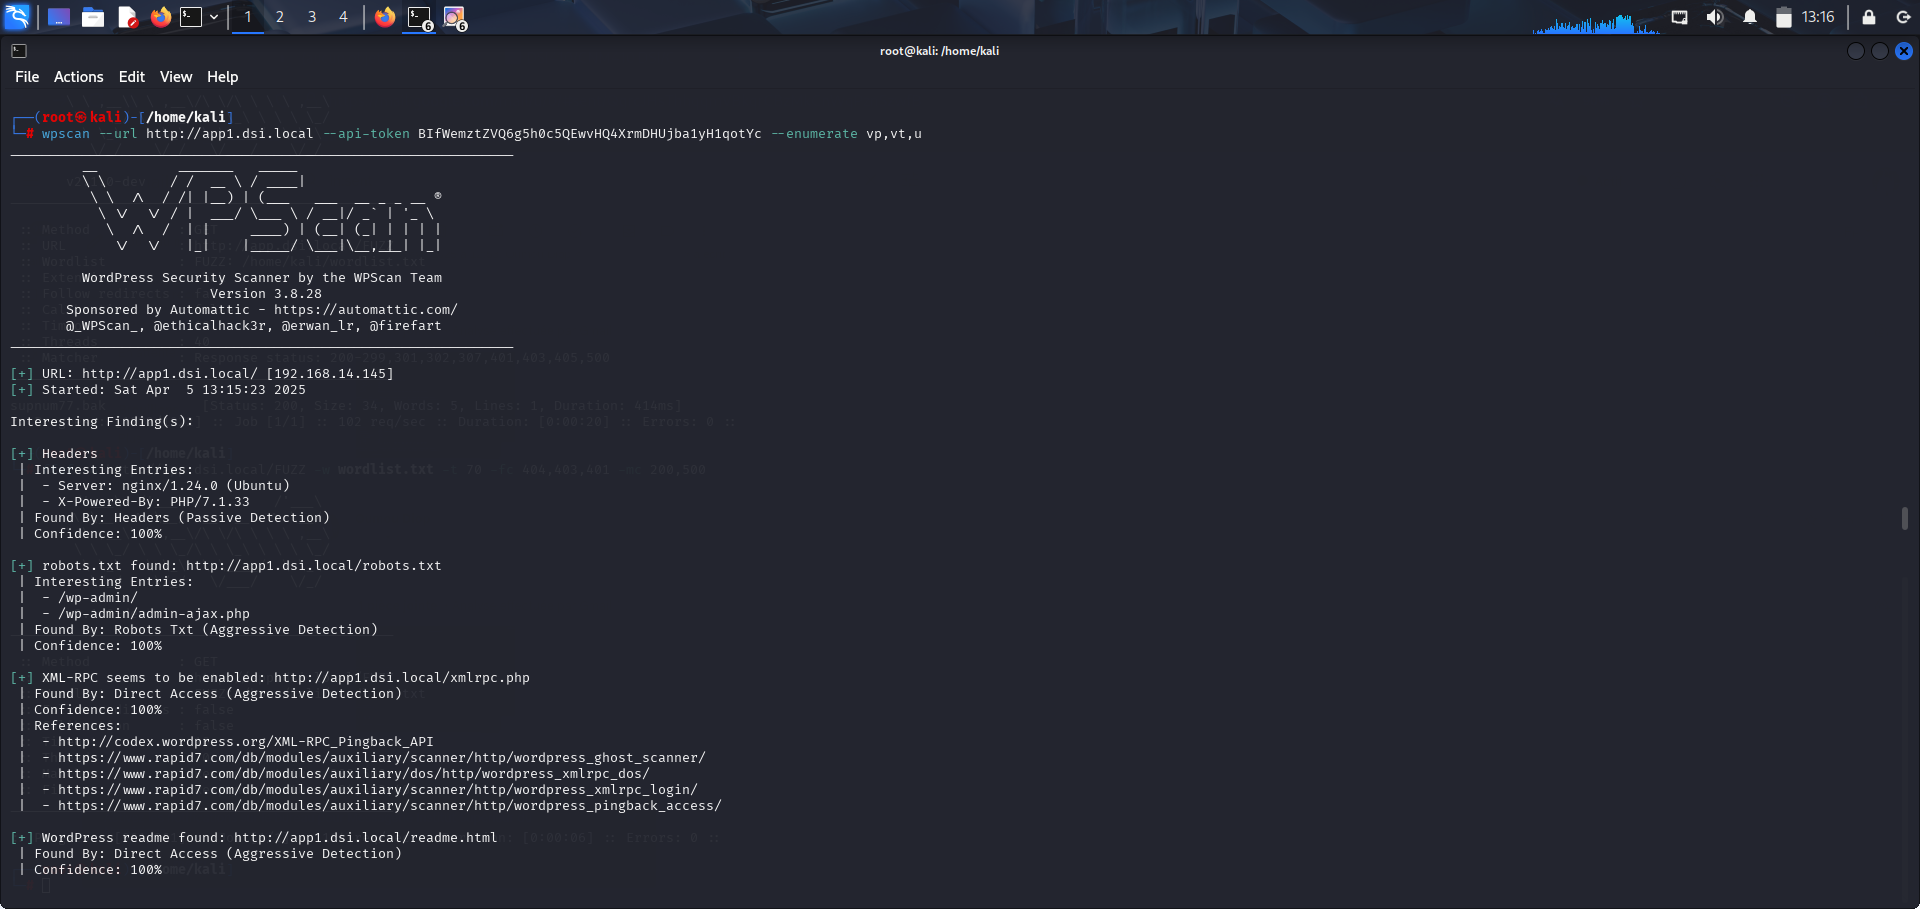 1 2 3 4 6 6 13:16
root@kali: /home/kali
File Actions Edit View Help
┌──(root㉿kali)-[/home/kali]
└─# wpscan --url http://app1.dsi.local --api-token BIfWemztZVQ6g5h0c5QEwvHQ4XrmDHUjba1yH1qotYc --enumerate vp,vt,u
WPScan ®
WordPress Security Scanner by the WPScan Team
Version 3.8.28
Sponsored by Automattic - https://automattic.com/
@_WPScan_, @ethicalhack3r, @erwan_lr, @firefart
[+] URL: http://app1.dsi.local/ [192.168.14.145]
[+] Started: Sat Apr  5 13:15:23 2025
Interesting Finding(s):
[+] Headers
| Interesting Entries:
|  - Server: nginx/1.24.0 (Ubuntu)
|  - X-Powered-By: PHP/7.1.33
| Found By: Headers (Passive Detection)
| Confidence: 100%
[+] robots.txt found: http://app1.dsi.local/robots.txt
| Interesting Entries:
|  - /wp-admin/
|  - /wp-admin/admin-ajax.php
| Found By: Robots Txt (Aggressive Detection)
| Confidence: 100%
[+] XML-RPC seems to be enabled: http://app1.dsi.local/xmlrpc.php
| Found By: Direct Access (Aggressive Detection)
| Confidence: 100%
| References:
|  - http://codex.wordpress.org/XML-RPC_Pingback_API
|  - https://www.rapid7.com/db/modules/auxiliary/scanner/http/wordpress_ghost_scanner/
|  - https://www.rapid7.com/db/modules/auxiliary/dos/http/wordpress_xmlrpc_dos/
|  - https://www.rapid7.com/db/modules/auxiliary/scanner/http/wordpress_xmlrpc_login/
|  - https://www.rapid7.com/db/modules/auxiliary/scanner/http/wordpress_pingback_access/
[+] WordPress readme found: http://app1.dsi.local/readme.html
| Found By: Direct Access (Aggressive Detection)
| Confidence: 100%